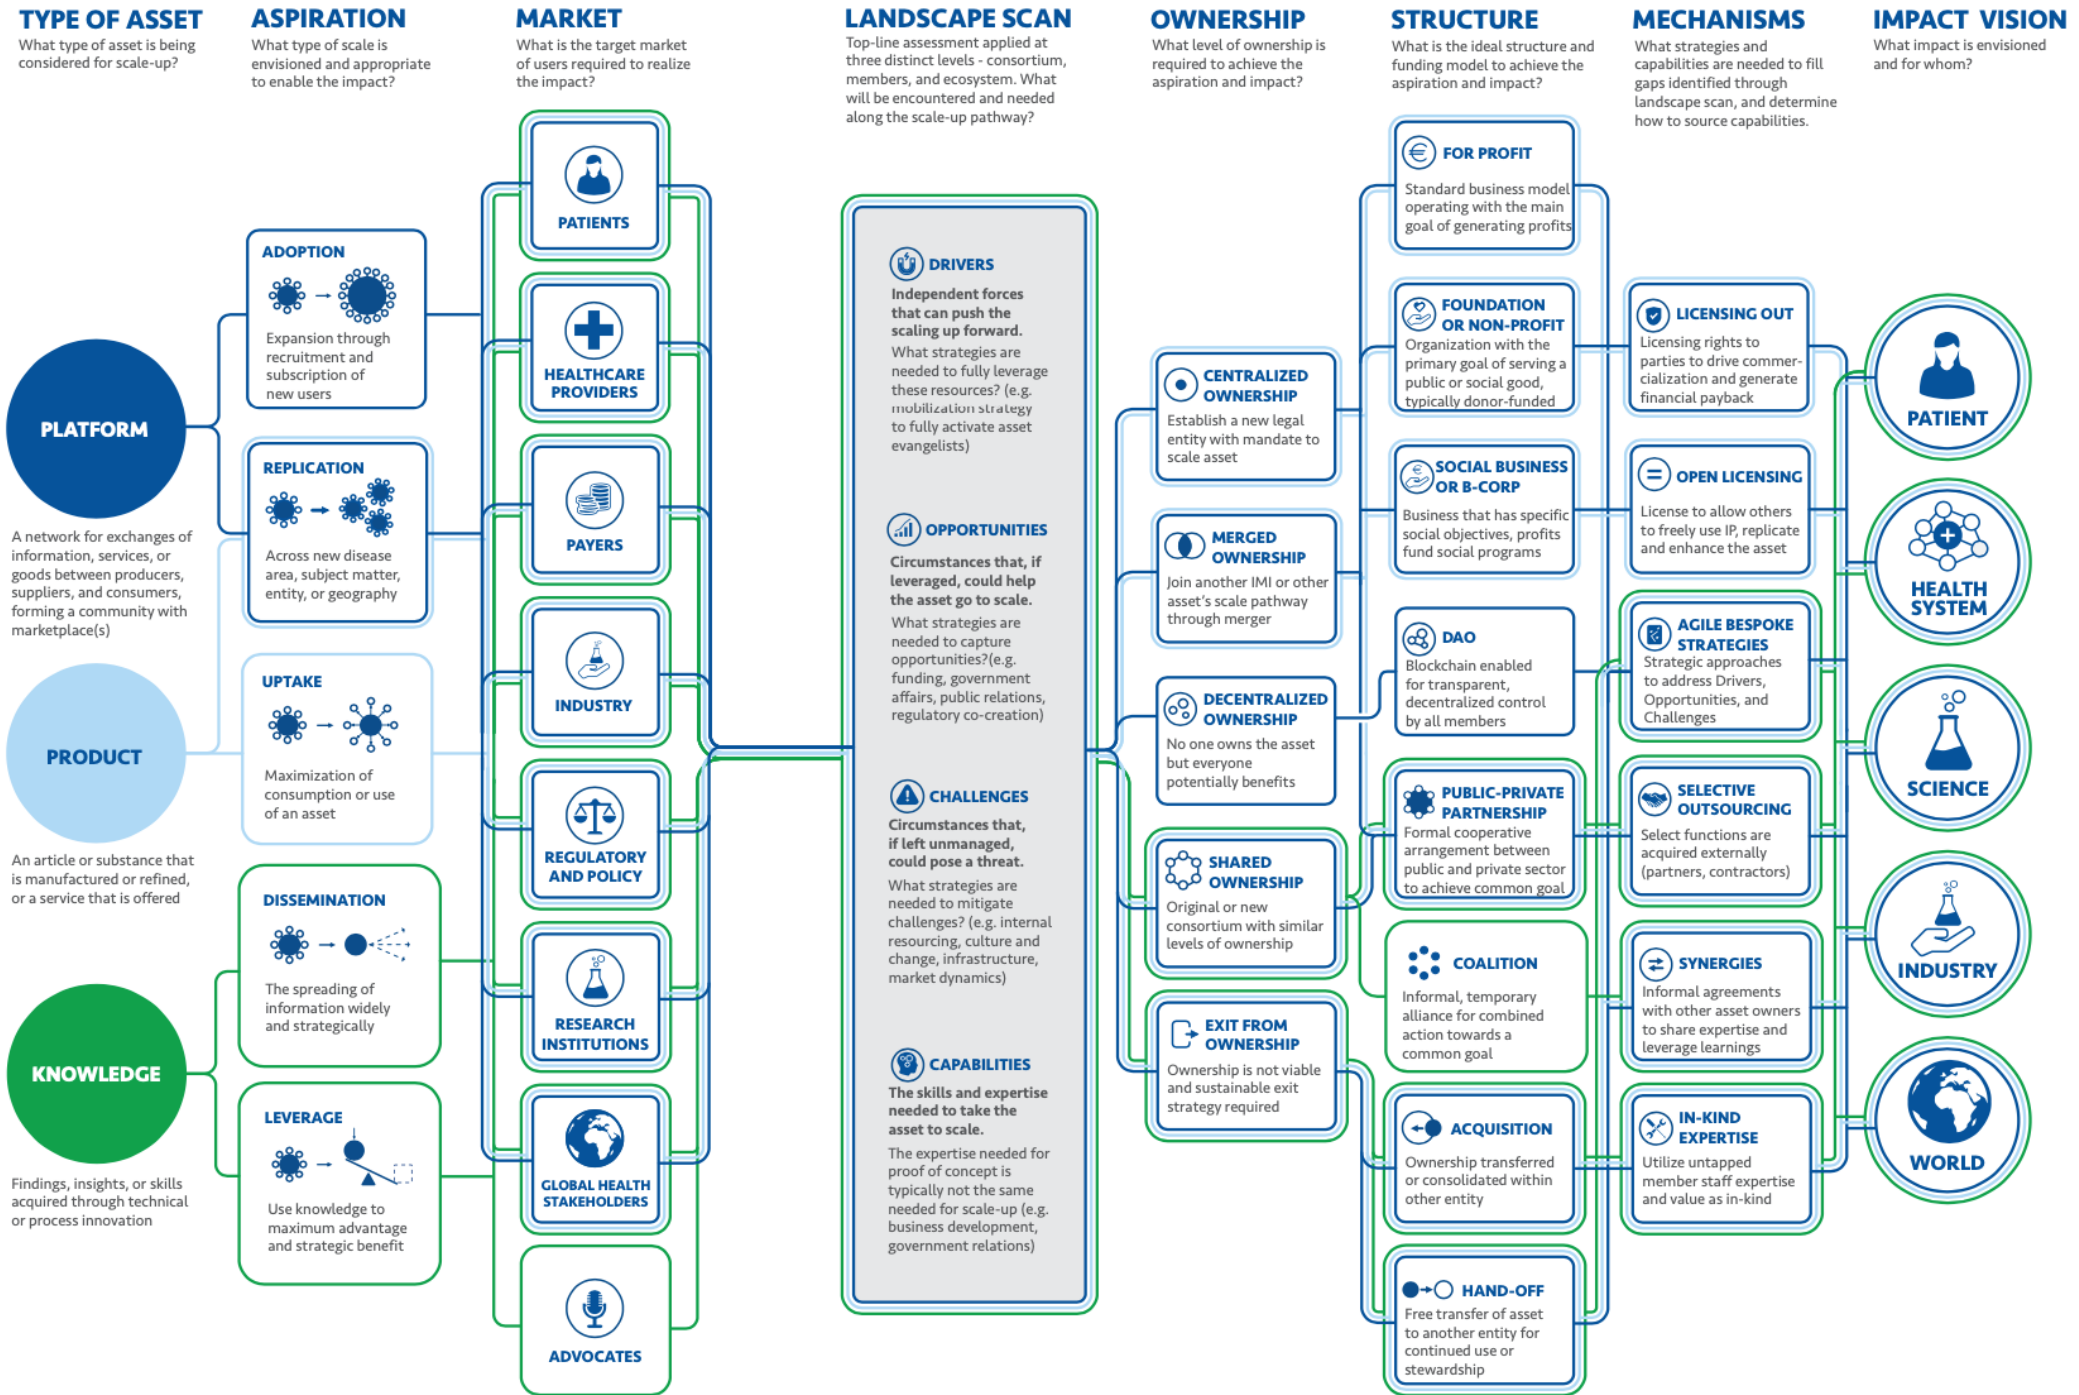 TYPE OF ASSET
What type of asset is being
considered for scale-up?
PLATFORM
A network for exchanges of
information, services, or
goods between producers,
suppliers, and consumers,
forming a community with
marketplace(s)
PRODUCT
An article or substance that
is manufactured or refined,
or a service that is offered
KNOWLEDGE
Findings, insights, or skills
acquired through technical
or process innovation
ASPIRATION
What type of scale is
envisioned and appropriate
to enable the impact?
ADOPTION
Expansion through
recruitment and
subscription of
new users
REPLICATION
Across new disease
area, subject matter,
entity, or geography
UPTAKE
Maximization of
consumption or use
of an asset
DISSEMINATION
The spreading of
information widely
and strategically
LEVERAGE
Use knowledge to
maximum advantage
and strategic benefit
MARKET
What is the target market
of users required to realize
the impact?
PATIENTS
HEALTHCARE
PROVIDERS
PAYERS
INDUSTRY
REGULATORY
AND POLICY
RESEARCH
INSTITUTIONS
GLOBAL HEALTH
STAKEHOLDERS
ADVOCATES
LANDSCAPE SCAN
Top-line assessment applied at
three distinct levels - consortium,
members, and ecosystem. What
will be encountered and needed
along the scale-up pathway?
DRIVERS
Independent forces
that can push the
scaling up forward.
What strategies are
needed to fully leverage
these resources? (e.g.
mobilization strategy
to fully activate asset
evangelists)
OPPORTUNITIES
Circumstances that, if
leveraged, could help
the asset go to scale.
What strategies are
needed to capture
opportunities?(e.g.
funding, government
affairs, public relations,
regulatory co-creation)
CHALLENGES
Circumstances that,
if left unmanaged,
could pose a threat.
What strategies are
needed to mitigate
challenges? (e.g. internal
resourcing, culture and
change, infrastructure,
market dynamics)
CAPABILITIES
The skills and expertise
needed to take the
asset to scale.
The expertise needed for
proof of concept is
typically not the same
needed for scale-up (e.g.
business development,
government relations)
OWNERSHIP
What level of ownership is
required to achieve the
aspiration and impact?
CENTRALIZED
OWNERSHIP
Establish a new legal
entity with mandate to
scale asset
MERGED
OWNERSHIP
Join another IMI or other
asset's scale pathway
through merger
DECENTRALIZED
OWNERSHIP
No one owns the asset
but everyone
potentially benefits
SHARED
OWNERSHIP
Original or new
consortium with similar
levels of ownership
EXIT FROM
OWNERSHIP
Ownership is not viable
and sustainable exit
strategy required
STRUCTURE
What is the ideal structure and
funding model to achieve the
aspiration and impact?
€ FOR PROFIT
Standard business model
operating with the main
goal of generating profits
FOUNDATION
OR NON-PROFIT
Organization with the
primary goal of serving a
public or social good,
typically donor-funded
€ SOCIAL BUSINESS
OR B-CORP
Business that has specific
social objectives, profits
fund social programs
DAO
Blockchain enabled
for transparent,
decentralized control
by all members
PUBLIC-PRIVATE
PARTNERSHIP
Formal cooperative
arrangement between
public and private sector
to achieve common goal
COALITION
Informal, temporary
alliance for combined
action towards a
common goal
ACQUISITION
Ownership transferred
or consolidated within
other entity
HAND-OFF
Free transfer of asset
to another entity for
continued use or
stewardship
MECHANISMS
What strategies and
capabilities are needed to fill
gaps identified through
landscape scan, and determine
how to source capabilities.
LICENSING OUT
Licensing rights to
parties to drive commer-
cialization and generate
financial payback
OPEN LICENSING
License to allow others
to freely use IP, replicate
and enhance the asset
AGILE BESPOKE
STRATEGIES
Strategic approaches
to address Drivers,
Opportunities, and
Challenges
SELECTIVE
OUTSOURCING
Select functions are
acquired externally
(partners, contractors)
SYNERGIES
Informal agreements
with other asset owners
to share expertise and
leverage learnings
IN-KIND
EXPERTISE
Utilize untapped
member staff expertise
and value as in-kind
IMPACT VISION
What impact is envisioned
and for whom?
PATIENT
HEALTH
SYSTEM
SCIENCE
INDUSTRY
WORLD